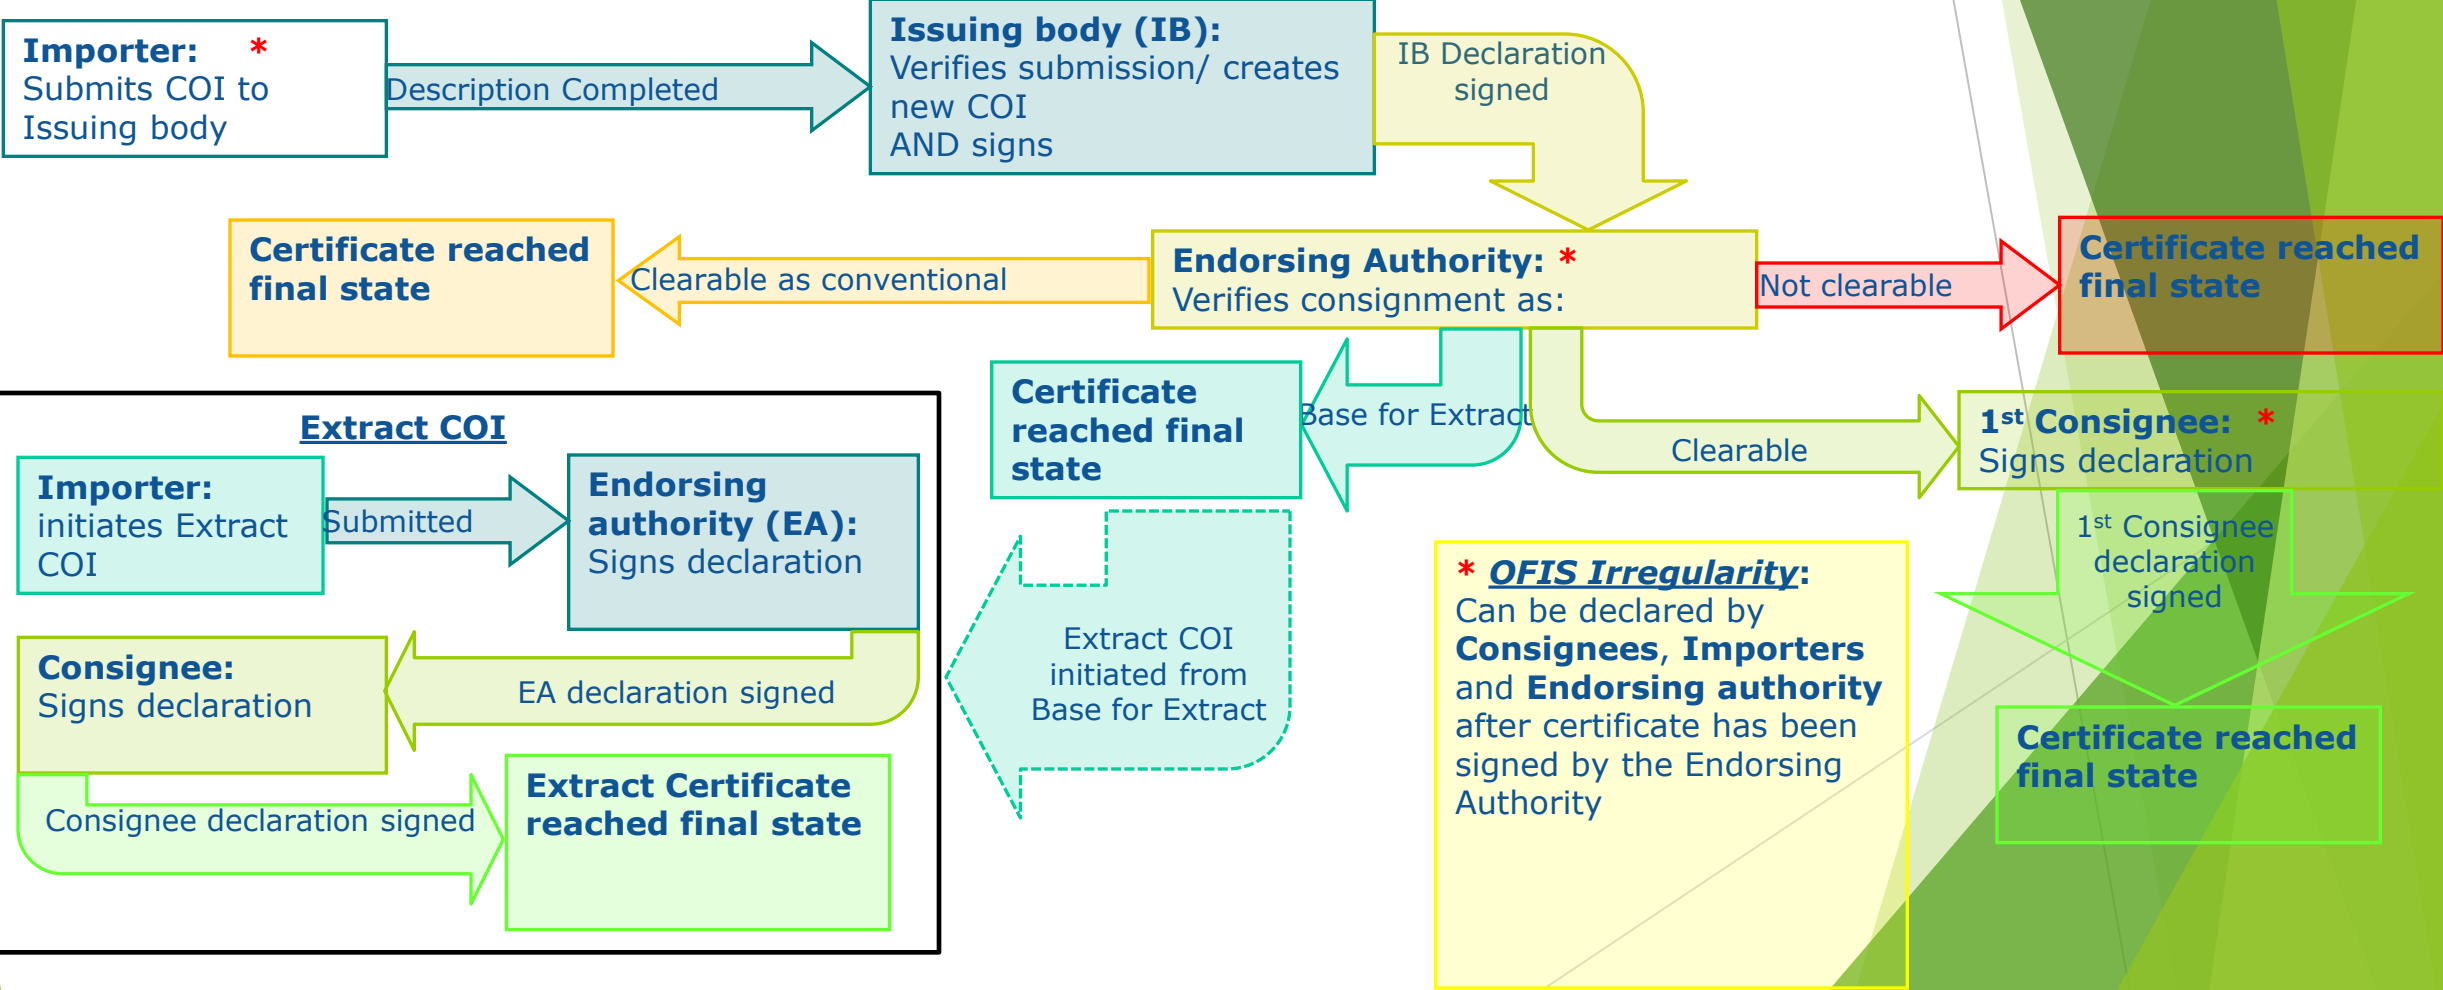 Importer: *
Submits COI to
Issuing body
Description Completed
Issuing body (IB):
Verifies submission/ creates
new COI
AND signs
IB Declaration
signed
Certificate reached
final state
Clearable as conventional
Endorsing Authority: *
Verifies consignment as:
Not clearable
Certificate reached
final state
Certificate
reached final
state
Base for Extract
Clearable
1st Consignee: *
Signs declaration
1st Consignee
declaration
signed
Certificate reached
final state
Extract COI
initiated from
Base for Extract
Extract COI
Importer:
initiates Extract
COI
Submitted
Endorsing
authority (EA):
Signs declaration
Consignee:
Signs declaration
EA declaration signed
Consignee declaration signed
Extract Certificate
reached final state
* OFIS Irregularity:
Can be declared by
Consignees, Importers
and Endorsing authority
after certificate has been
signed by the Endorsing
Authority